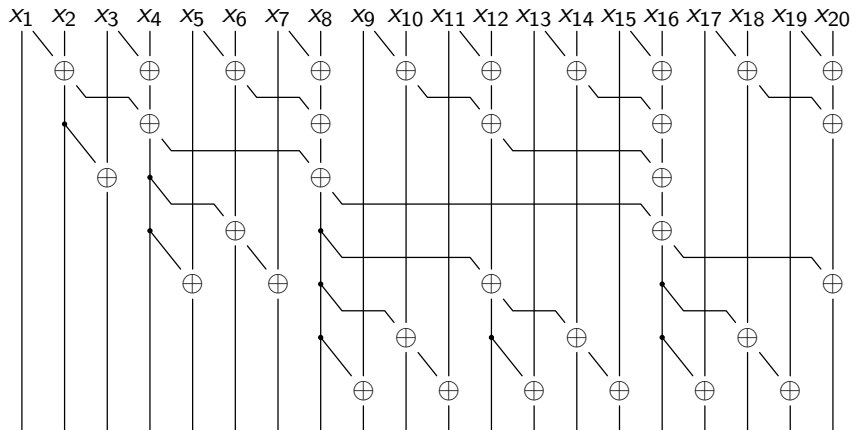 x₁ x₂ x₃ x₄ x₅ x₆ x₇ x₈ x₉ x₁₀ x₁₁ x₁₂ x₁₃ x₁₄ x₁₅ x₁₆ x₁₇ x₁₈ x₁₉ x₂₀